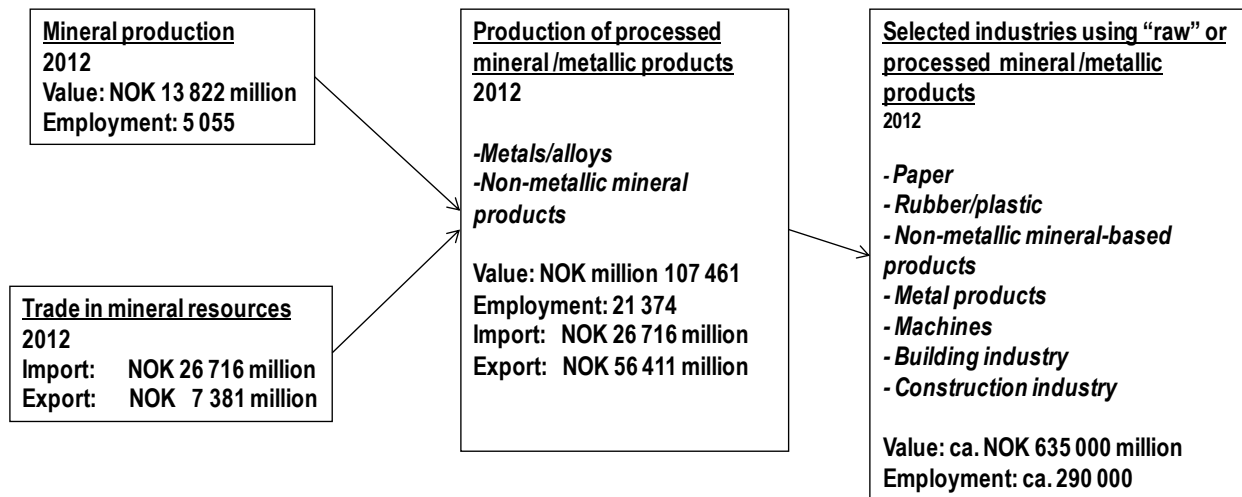 Mineral production
2012
Value: NOK 13 822 million
Employment: 5 055
Trade in mineral resources
2012
Import: NOK 26 716 million
Export: NOK 7 381 million
Production of processed
mineral /metallic products
2012
-Metals/alloys
-Non-metallic mineral
products
Value: NOK million 107 461
Employment: 21 374
Import: NOK 26 716 million
Export: NOK 56 411 million
Selected industries using “raw” or
processed mineral /metallic
products
2012
- Paper
- Rubber/plastic
- Non-metallic mineral-based
products
- Metal products
- Machines
- Building industry
- Construction industry
Value: ca. NOK 635 000 million
Employment: ca. 290 000